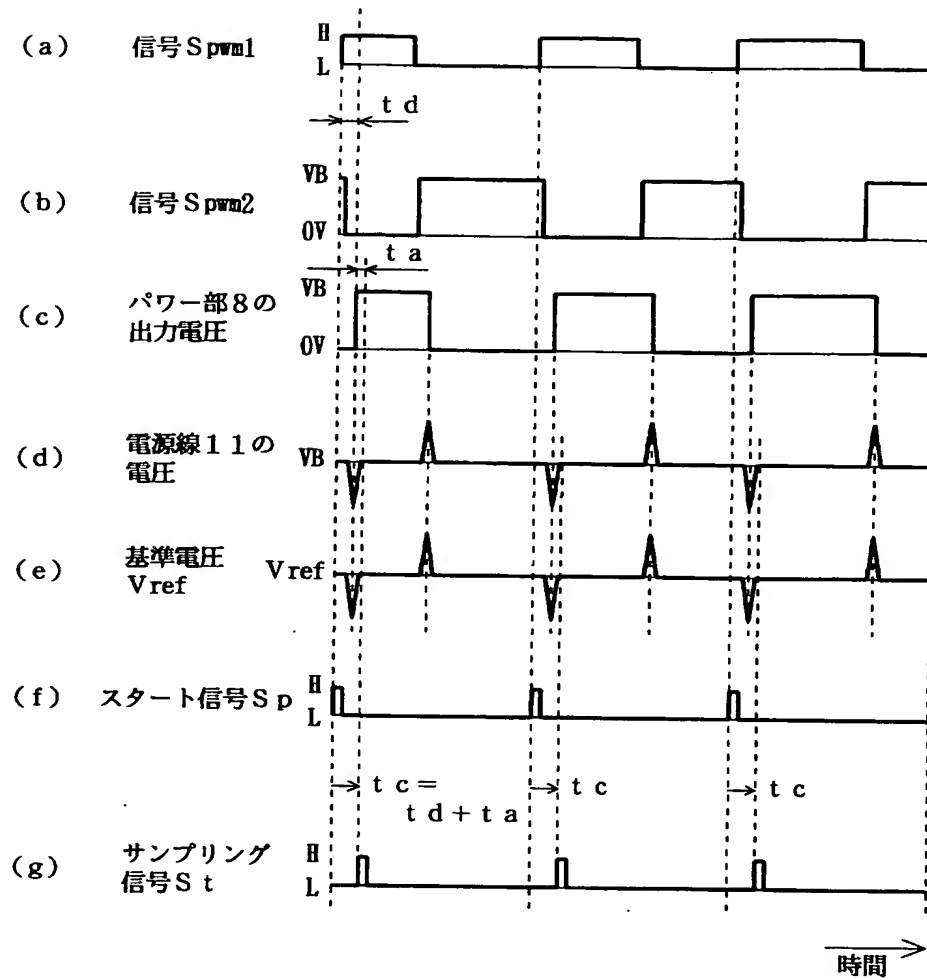 (a) 信号Spwm1 H
L
td
(b) 信号Spwm2 VB
0V
ta
(c) パワー部8の VB
出力電圧 0V
(d) 電源線11の VB
電圧
(e) 基準電圧 Vref
Vref
(f) スタート信号Sp H
L
tc= tc tc
td+ta
(g) サンプリング H
信号St L
時間